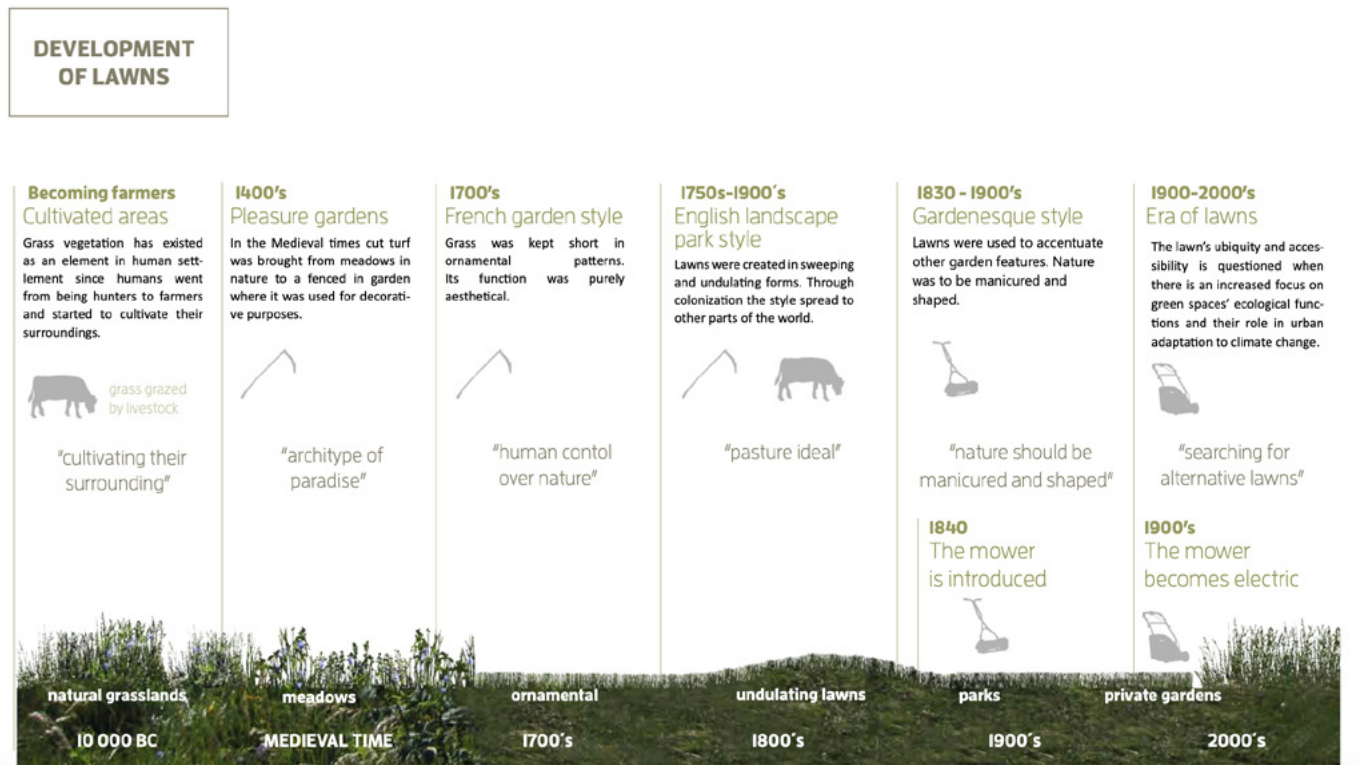 DEVELOPMENT
OF LAWNS
Becoming farmers
Cultivated areas
Grass vegetation has existed
as an element in human sett-
lement since humans went
from being hunters to farmers
and started to cultivate their
surroundings.
grass grazed
by livestock
"cultivating their
surrounding"
1400's
Pleasure gardens
In the Medieval times cut turf
was brought from meadows in
nature to a fenced in garden
where it was used for decorati-
ve purposes.
"architype of
paradise"
1700's
French garden style
Grass was kept short in
ornamental patterns.
Its function was purely
aesthetical.
"human contol
over nature"
1750s-1900´s
English landscape
park style
Lawns were created in sweeping
and undulating forms. Through
colonization the style spread to
other parts of the world.
"pasture ideal"
1830 - 1900's
Gardenesque style
Lawns were used to accentuate
other garden features. Nature
was to be manicured and
shaped.
"nature should be
manicured and shaped"
1840
The mower
is introduced
1900-2000's
Era of lawns
The lawn's ubiquity and acces-
sibility is questioned when
there is an increased focus on
green spaces' ecological func-
tions and their role in urban
adaptation to climate change.
"searching for
alternative lawns"
1900's
The mower
becomes electric
natural grasslands
meadows
ornamental
undulating lawns
parks
private gardens
10 000 BC
MEDIEVAL TIME
1700´s
1800´s
1900´s
2000´s